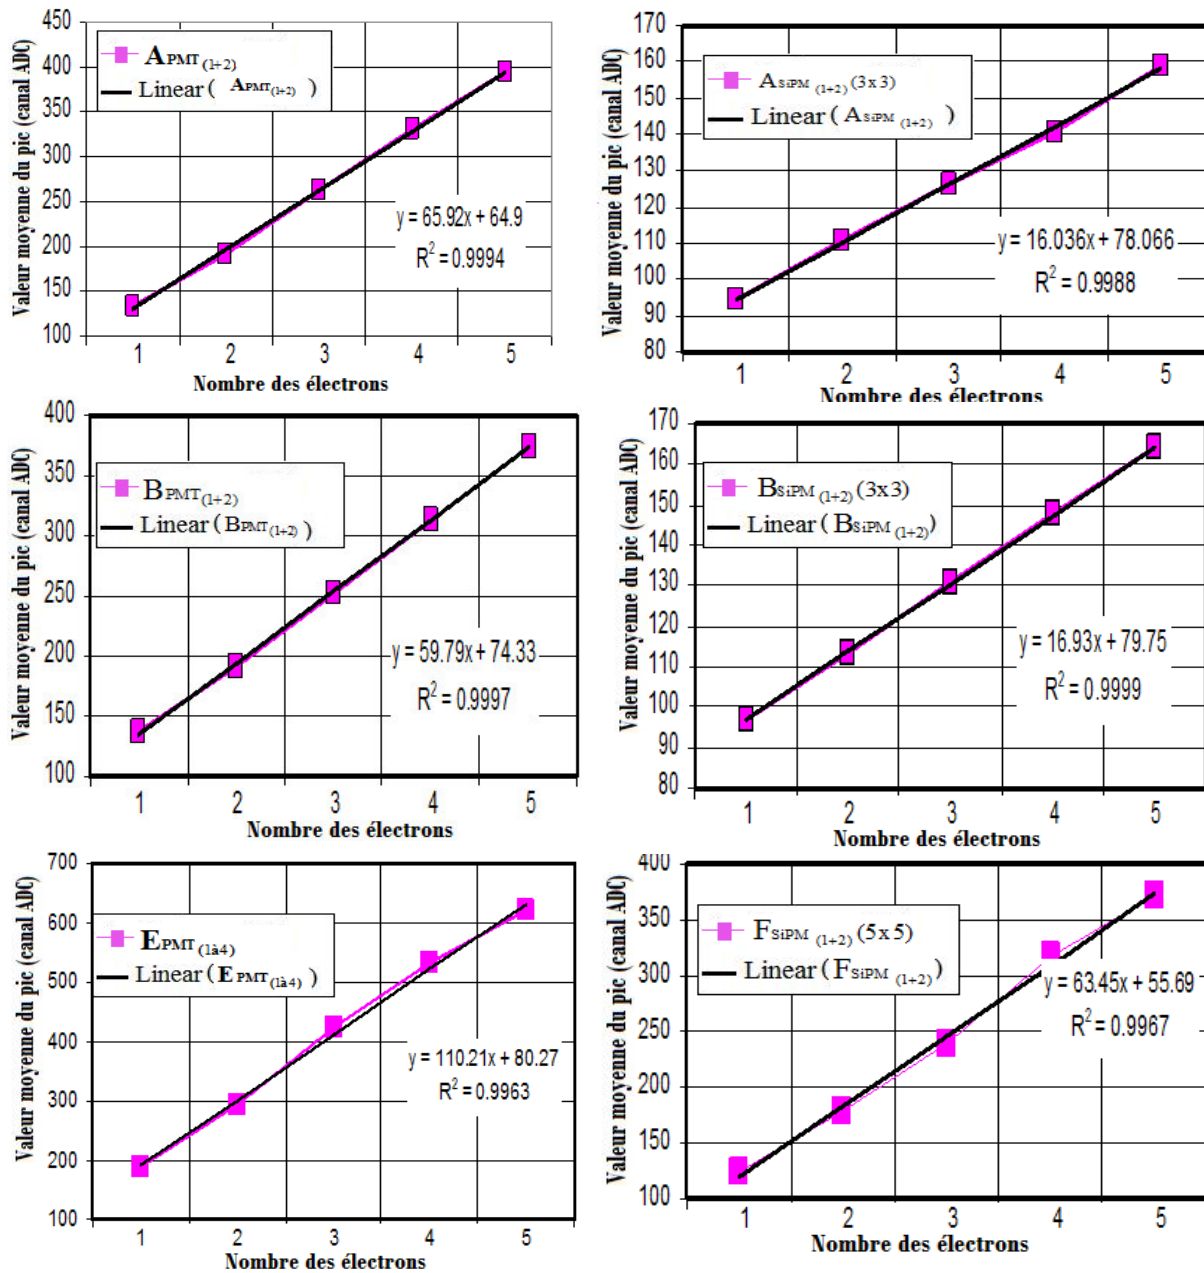 450
400
350
300
250
200
150
100
Valeur moyenne du pic (canal ADC)
APMT(1+2)
Linear( APMT(1+2) )
y = 65.92x + 64.9
R² = 0.9994
1 2 3 4 5
Nombre des électrons
170
160
150
140
130
120
110
100
90
80
Valeur moyenne du pic (canal ADC)
ASiPM (1+2)(3x3)
Linear (ASiPM (1+2) )
y = 16.036x + 78.066
R² = 0.9988
1 2 3 4 5
Nombre des électrons
400
350
300
250
200
150
100
Valeur moyenne du pic (canal ADC)
BPMT(1+2)
Linear (BPMT(1+2))
y = 59.79x + 74.33
R² = 0.9997
1 2 3 4 5
Nombre des électrons
170
160
150
140
130
120
110
100
90
80
Valeur moyenne du pic (canal ADC)
BSiPM (1+2)(3x3)
Linear (BSiPM (1+2))
y = 16.93x + 79.75
R² = 0.9999
1 2 3 4 5
Nombre des électrons
700
600
500
400
300
200
100
Valeur moyenne du pic (canal ADC)
EPMT(1à4)
Linear (EPMT(1à4))
y = 110.21x + 80.27
R² = 0.9963
1 2 3 4 5
Nombre des électrons
400
350
300
250
200
150
100
Valeur moyenne du pic (canal ADC)
FSiPM (1+2)(5x5)
Linear (FSiPM (1+2))
y = 63.45x + 55.69
R² = 0.9967
1 2 3 4 5
Nombre des électrons